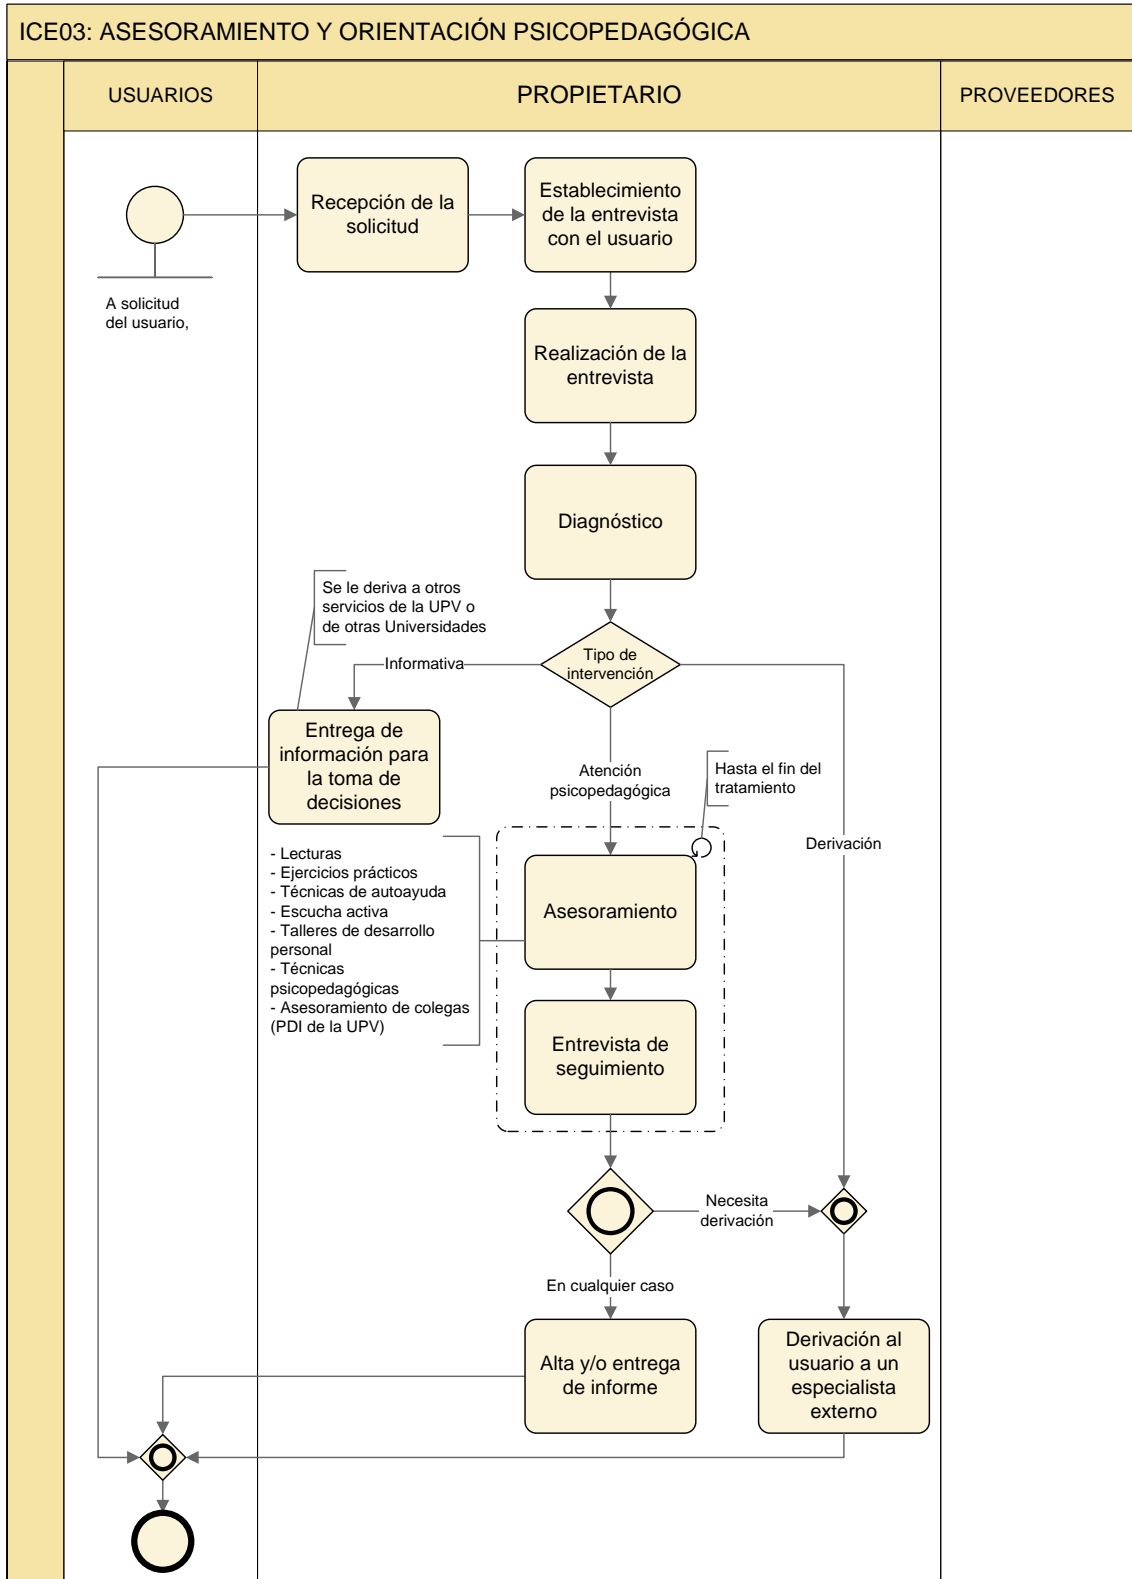 ICE03: ASESORAMIENTO Y ORIENTACIÓN PSICOPEDAGÓGICA
USUARIOS
PROPIETARIO
PROVEEDORES
Recepción de la
solicitud
Establecimiento
de la entrevista
con el usuario
A solicitud
del usuario,
Realización de la
entrevista
Diagnóstico
Se le deriva a otros
servicios de la UPV o
de otras Universidades
Tipo de
intervención
Informativa
Entrega de
información para
la toma de
decisiones
Atención
psicopedagógica
Hasta el fin del
tratamiento
Derivación
- Lecturas
- Ejercicios prácticos
- Técnicas de autoayuda
- Escucha activa
- Talleres de desarrollo
personal
- Técnicas
psicopedagógicas
- Asesoramiento de colegas
(PDI de la UPV)
Asesoramiento
Entrevista de
seguimiento
Necesita
derivación
En cualquier caso
Alta y/o entrega
de informe
Derivación al
usuario a un
especialista
externo